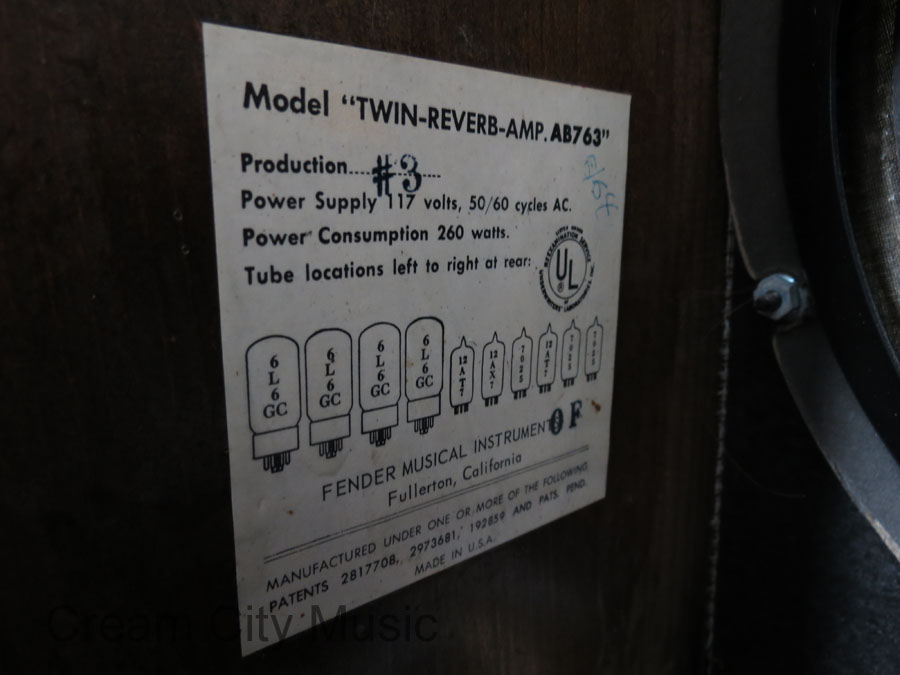 Model "TWIN-REVERB-AMP. AB763"
Production....#3....
Power Supply 117 volts, 50/60 cycles AC.
Power Consumption 260 watts.
Tube locations left to right at rear:
UL
®
6L6GC 6L6GC 6L6GC 6L6GC 12AT7 12AX7 7025 12AT7 7025 7025
OF
FENDER MUSICAL INSTRUMENT
Fullerton, California
MANUFACTURED UNDER ONE OR MORE OF THE FOLLOWING
PATENTS 2817708, 2973681, 192859 AND PATS. PEND.
MADE IN U.S.A.
Cream City Music